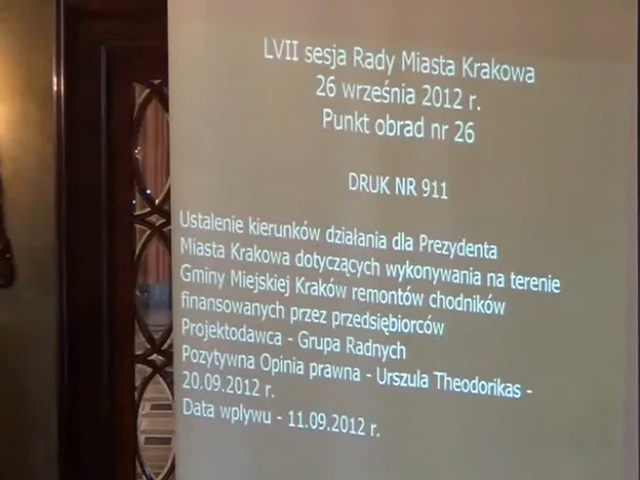 LVII sesja Rady Miasta Krakowa
26 września 2012 r.
Punkt obrad nr 26
DRUK NR 911
Ustalenie kierunków działania dla Prezydenta
Miasta Krakowa dotyczących wykonywania na terenie
Gminy Miejskiej Kraków remontów chodników
finansowanych przez przedsiębiorców
Projektodawca - Grupa Radnych
Pozytywna Opinia prawna - Urszula Theodorikas -
20.09.2012 r.
Data wpływu - 11.09.2012 r.